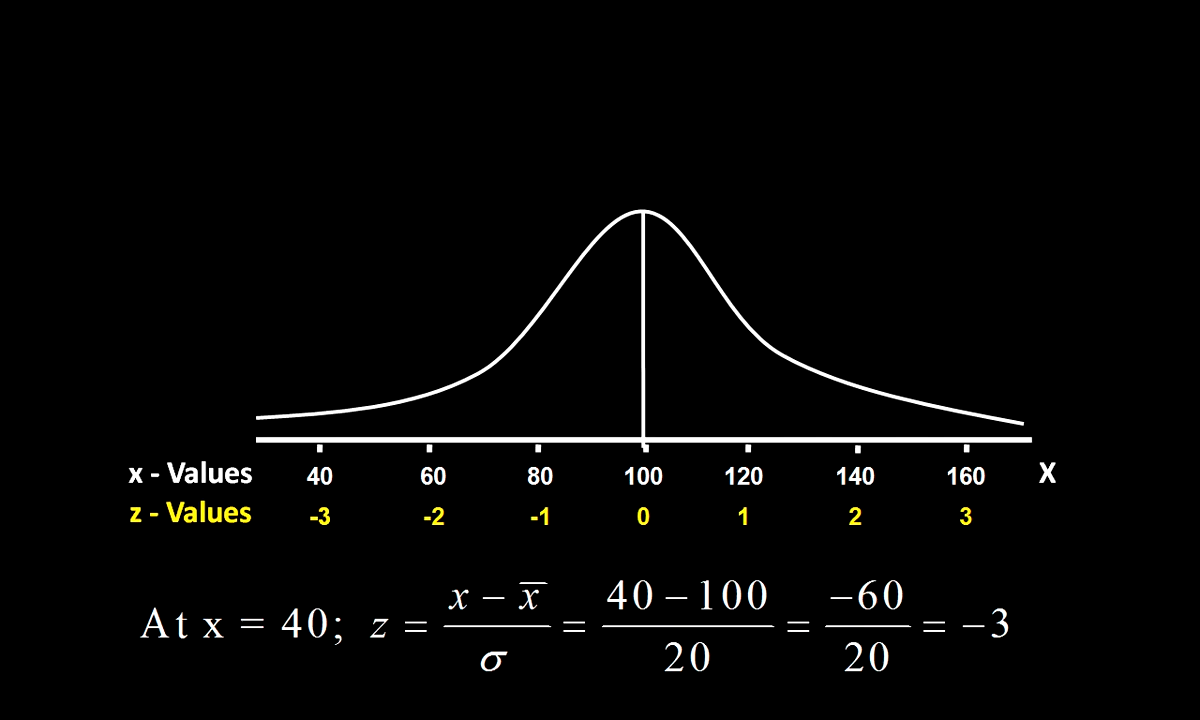 x - Values 40 60 80 100 120 140 160 X
z - Values -3 -2 -1 0 1 2 3
At x = 40; z = (x − x̅)/σ = (40 − 100)/20 = −60/20 = −3